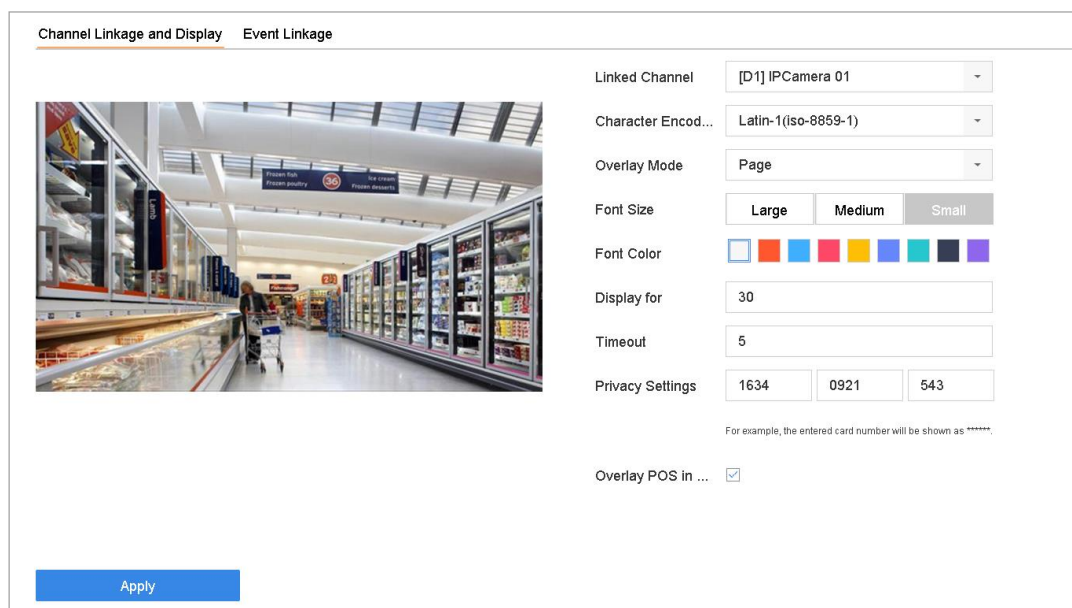 Channel Linkage and Display Event Linkage
Linked Channel [D1] IPCamera 01
Character Encod... Latin-1(iso-8859-1)
Overlay Mode Page
Font Size Large Medium Small
Font Color
Display for 30
Timeout 5
Privacy Settings 1634 0921 543
For example, the entered card number will be shown as ******.
Overlay POS in ...
Apply
SAVE
Lamb
Frozen fish
Frozen poultry
36
Ice cream
Frozen desserts